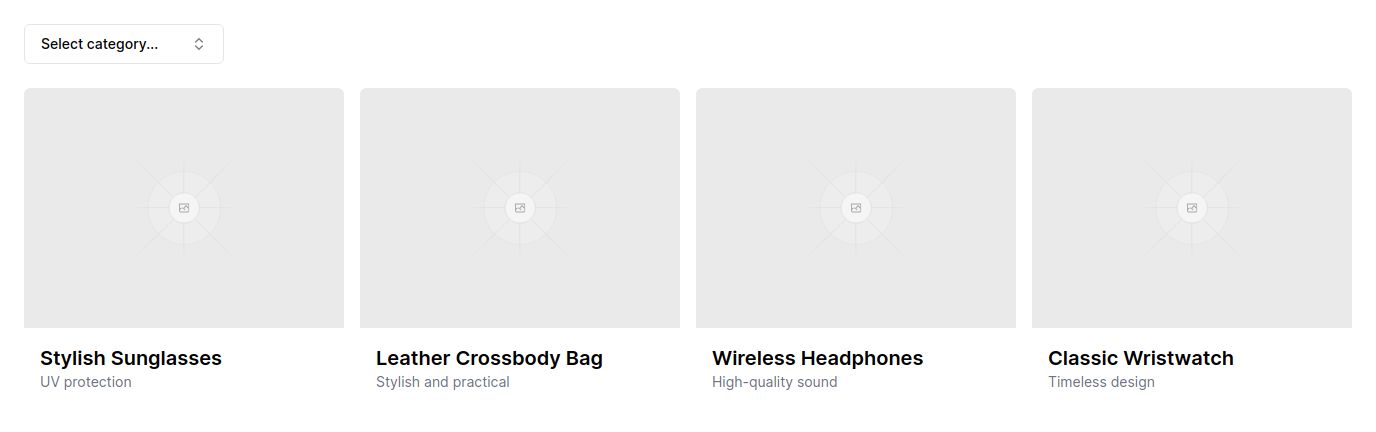 Select category...
Stylish Sunglasses
UV protection
Leather Crossbody Bag
Stylish and practical
Wireless Headphones
High-quality sound
Classic Wristwatch
Timeless design